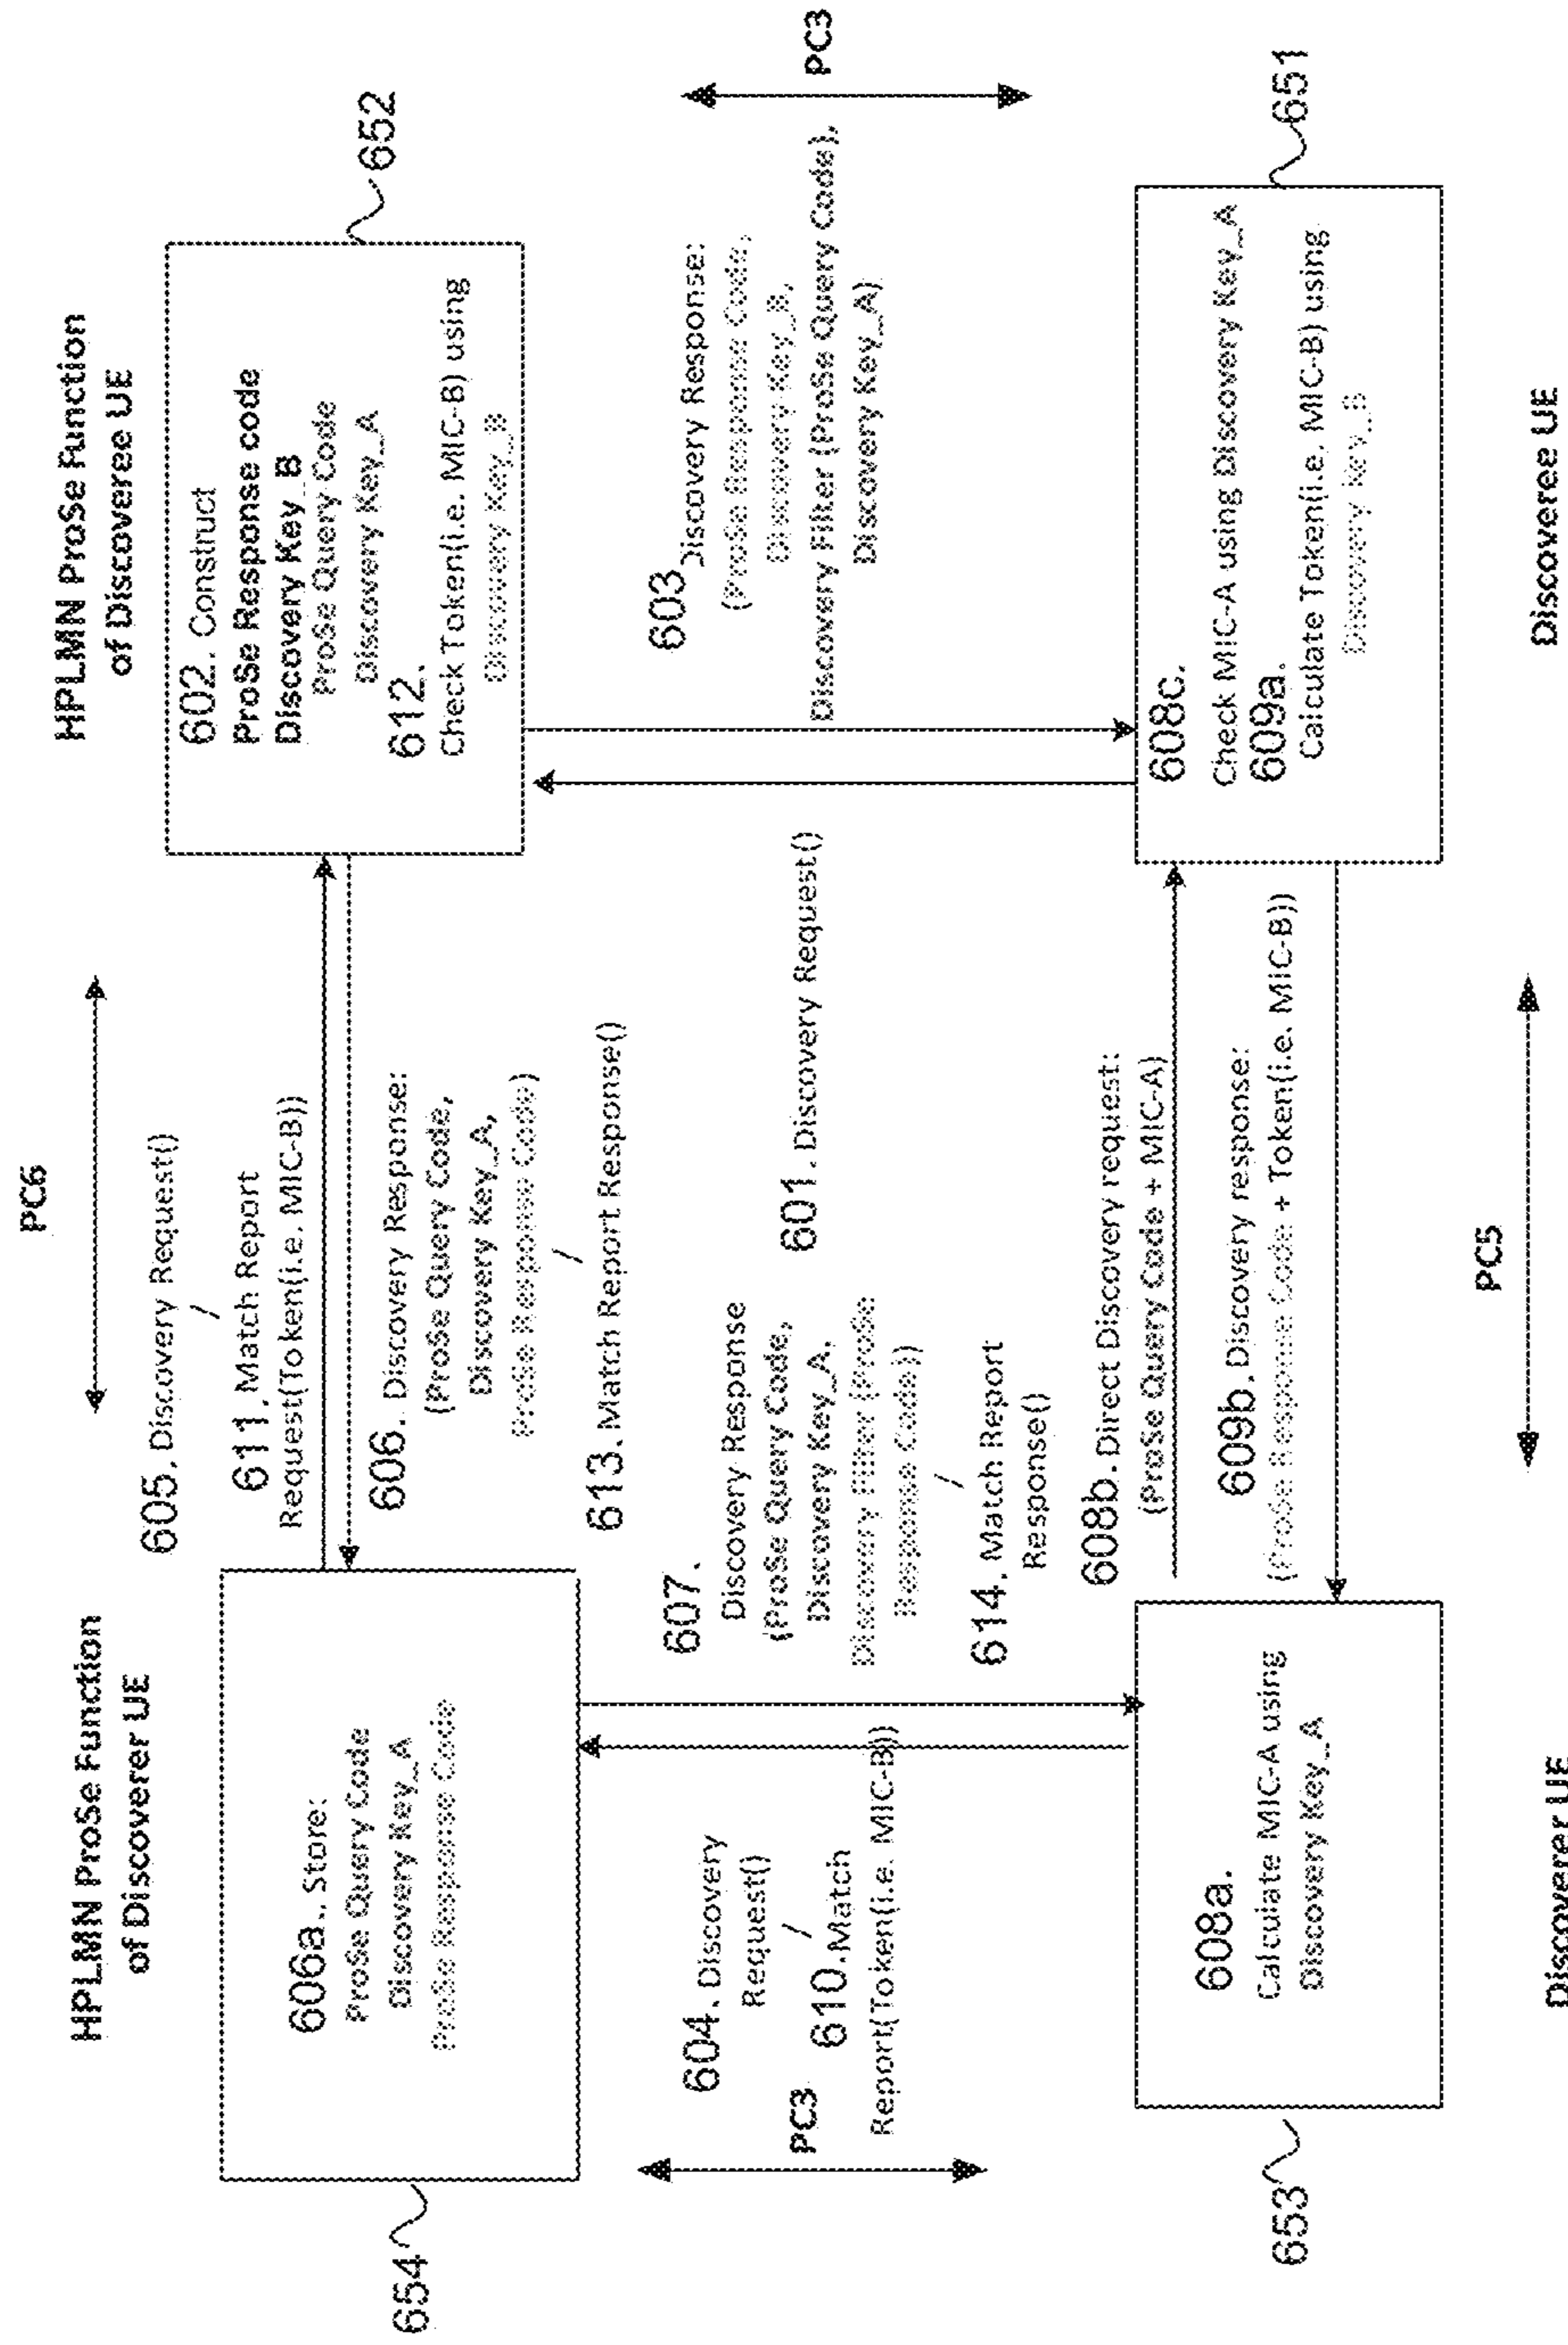 PC6
HPLMN ProSe Function
of Discoverer UE
HPLMN ProSe Function
of Discoveree UE
654
606a.. Store:
ProSe Query Code
Discovery Key_A
ProSe Response Code
605. Discovery Request()
/
611. Match Report
Request(Token(i.e. MIC-B))
606. Discovery Response:
(ProSe Query Code,
Discovery Key_A,
ProSe Response Code)
/
613. Match Report Response()
652
602. Construct
ProSe Response code
Discovery Key_B
ProSe Query Code
Discovery Key_A
612.
Check Token(i.e. MIC-B) using
Discovery Key_B
PC3
604. Discovery
Request()
/
610. Match
Report(Token(i.e. MIC-B))
607.
Discovery Response
(ProSe Query Code,
Discovery Key_A,
Discovery Filter (ProSe
Response Code))
/
614. Match Report
Response()
601. Discovery Request()
603 Discovery Response:
(ProSe Response Code,
Discovery Key_B,
Discovery Filter (ProSe Query Code),
Discovery Key_A)
PC3
653
608a.
Calculate MIC-A using
Discovery Key_A
608b. Direct Discovery request:
(ProSe Query Code + MIC-A)
609b. Discovery response:
(ProSe Response Code + Token(i.e. MIC-B))
608c.
Check MIC-A using Discovery Key_A
609a.
Calculate Token(i.e. MIC-B) using
Discovery Key_B
651
PC5
Discoverer UE
Discoveree UE